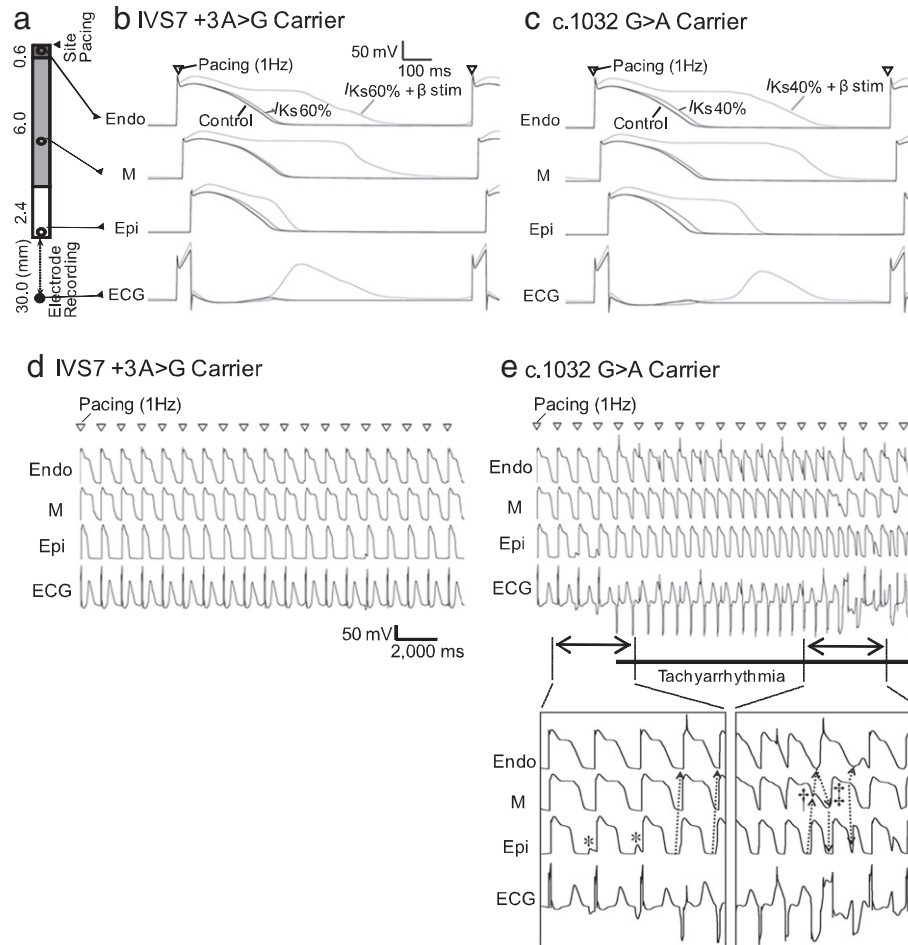 a
0.6
6.0
2.4
30.0 (mm)
Site
Pacing
Electrode
Recording
b IVS7 +3A>G Carrier
50 mV
100 ms
Pacing (1Hz)
Endo
Control
IKs60%
IKs60% + β stim
M
Epi
ECG
c c.1032 G>A Carrier
Pacing (1Hz)
Endo
Control
IKs40%
IKs40% + β stim
M
Epi
ECG
d IVS7 +3A>G Carrier
Pacing (1Hz)
Endo
M
Epi
ECG
50 mV
2,000 ms
e c.1032 G>A Carrier
Pacing (1Hz)
Endo
M
Epi
ECG
Tachyarrhythmia
Endo
M
† ‡
Epi
* *
ECG